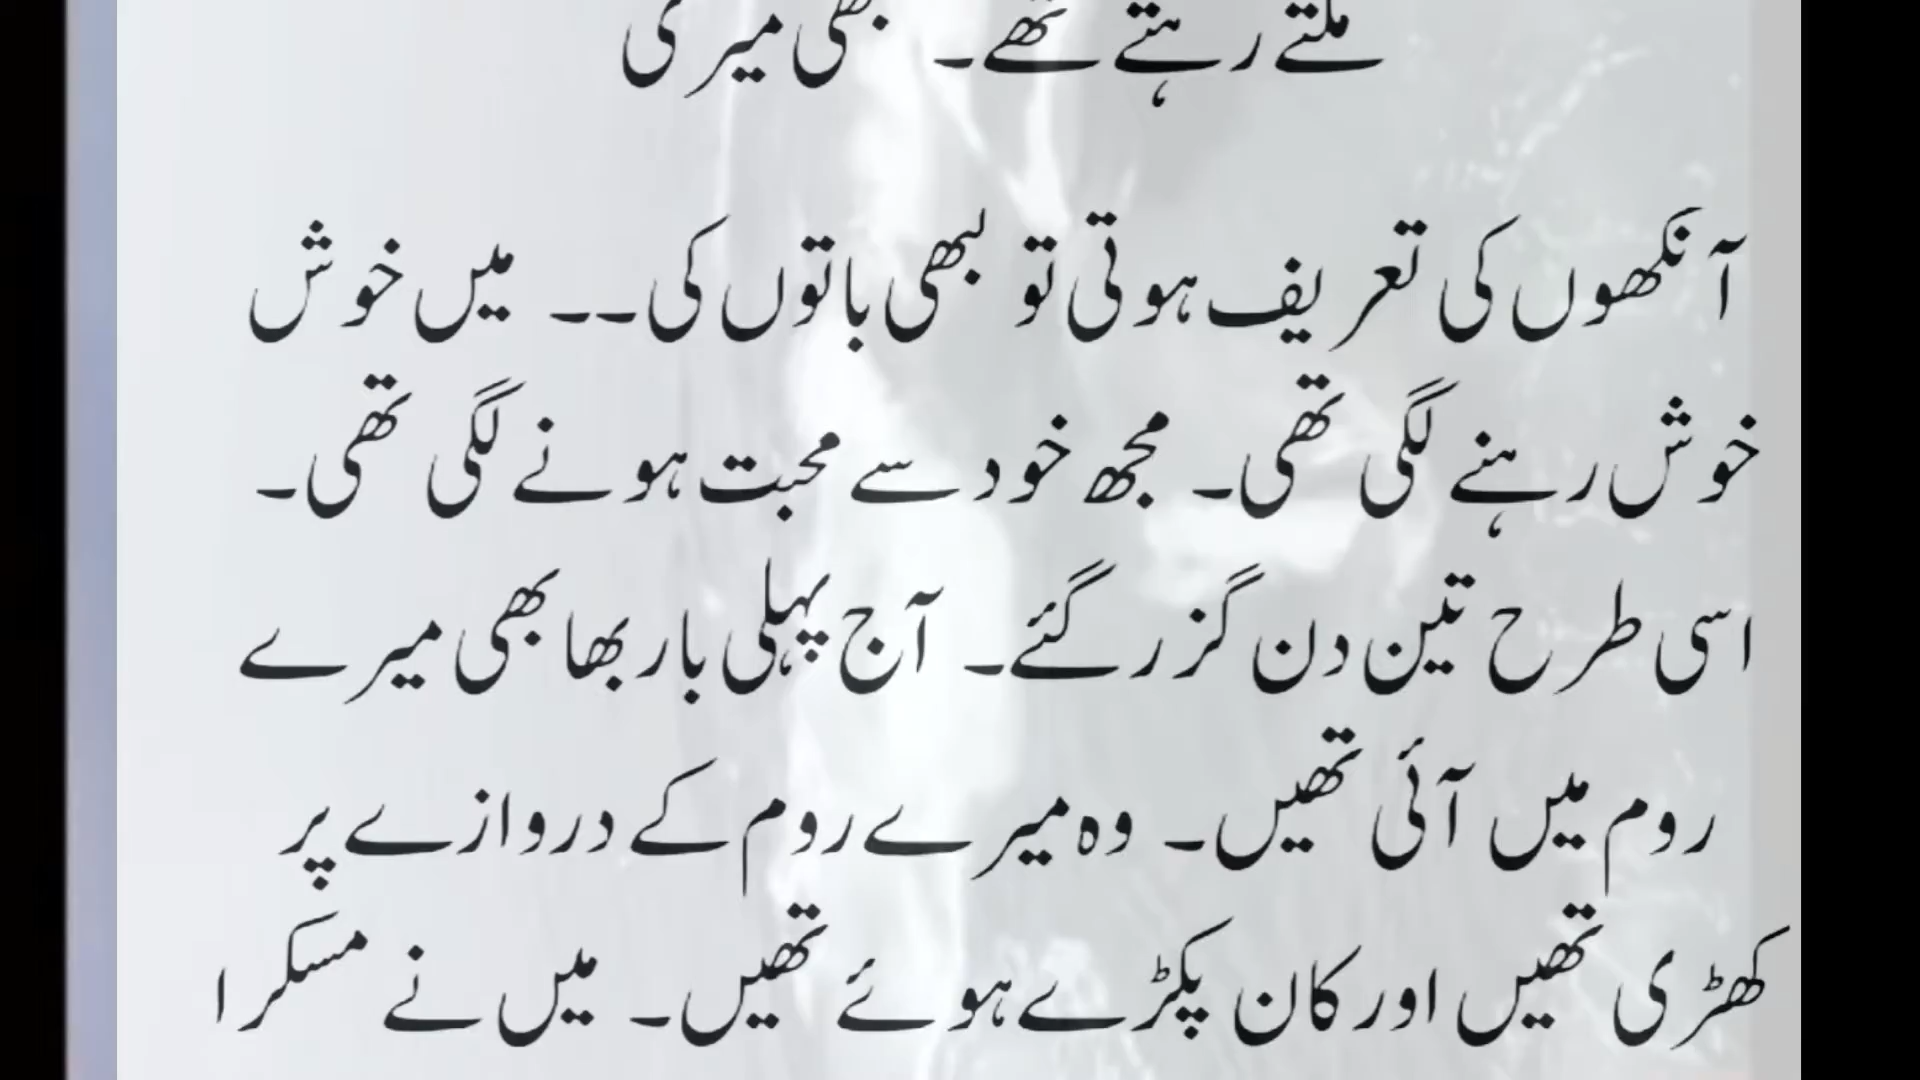 ملتے رہتے تھے۔ کبھی میری
آنکھوں کی تعریف ہوتی تو کبھی باتوں کی۔۔ میں خوش
خوش رہنے لگی تھی۔ مجھ خود سے محبت ہونے لگی تھی۔
اسی طرح تین دن گزر گئے۔ آج پہلی بار بھابھی میرے
روم میں آئی تھیں۔ وہ میرے روم کے دروازے پر
کھڑی تھیں اور کان پکڑے ہوئے تھیں۔ میں نے مسکرا